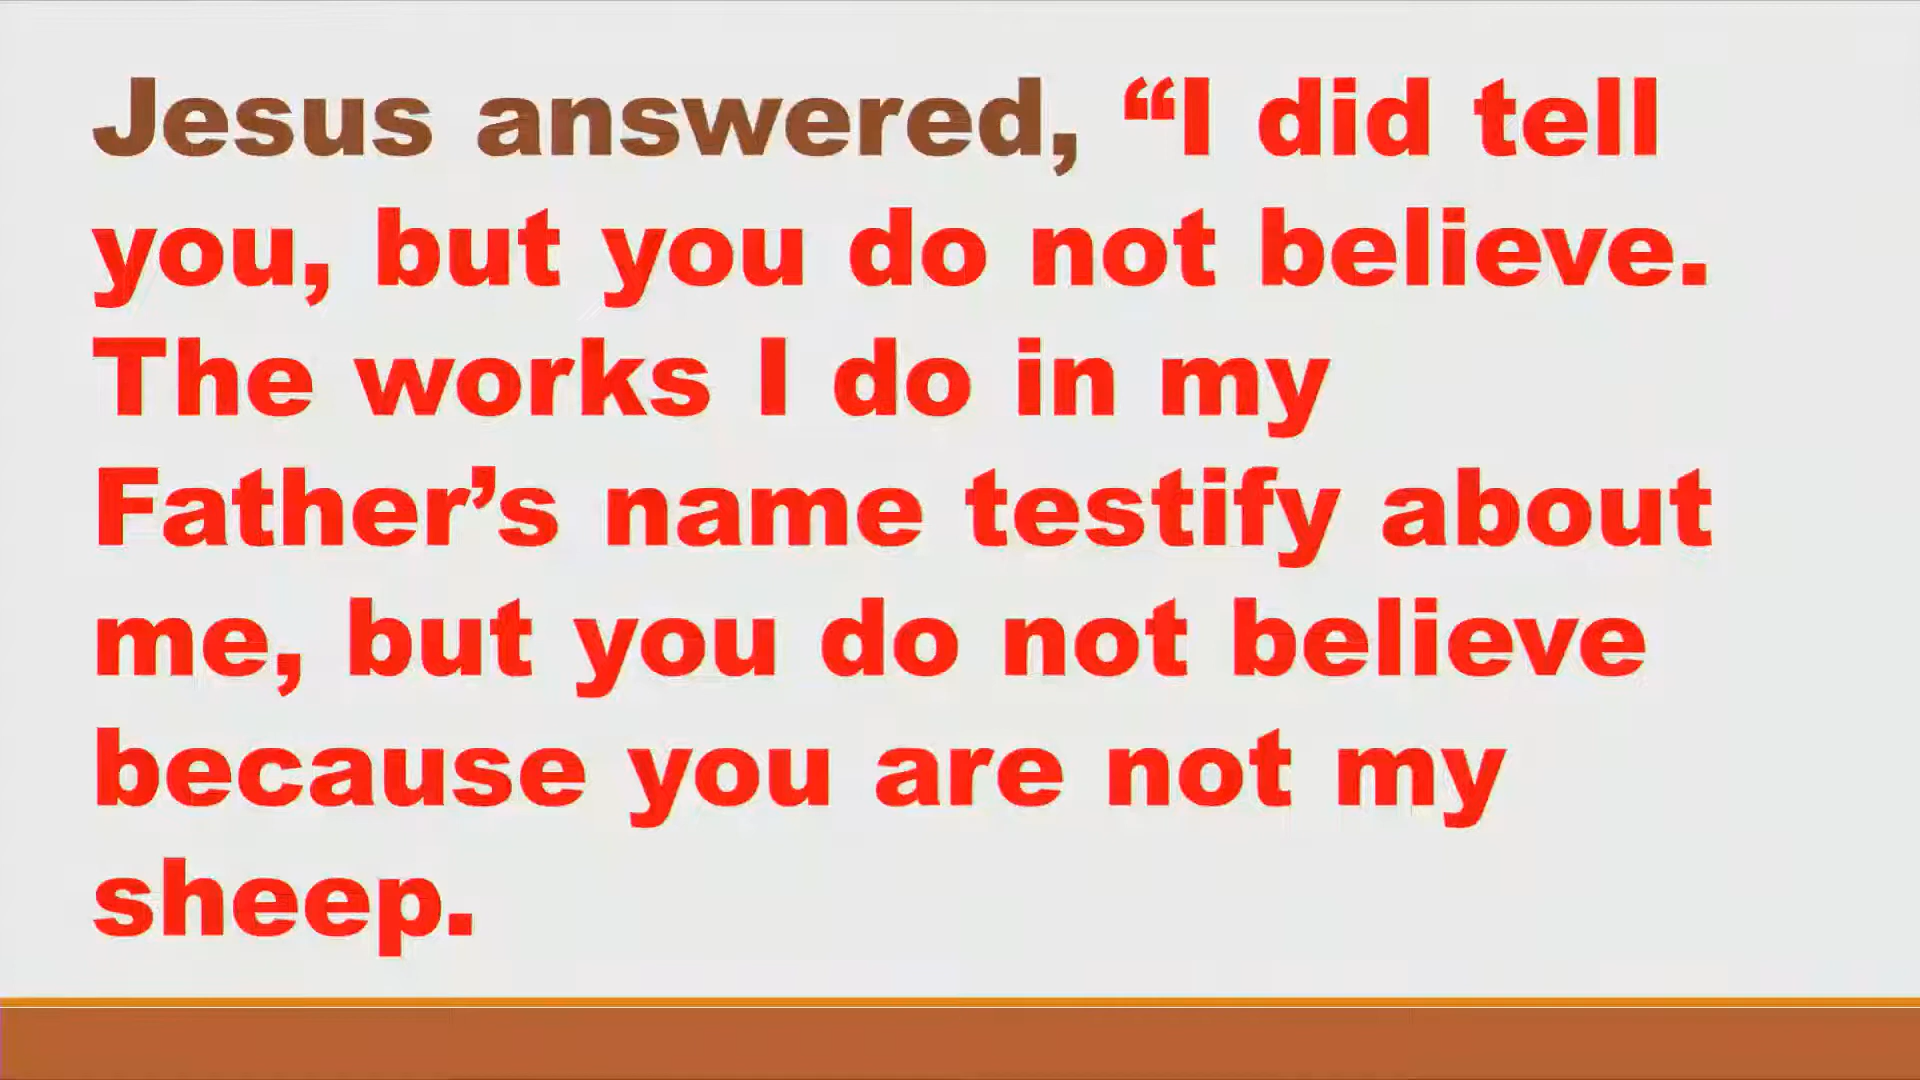 Jesus answered, “I did tell
you, but you do not believe.
The works I do in my
Father’s name testify about
me, but you do not believe
because you are not my
sheep.